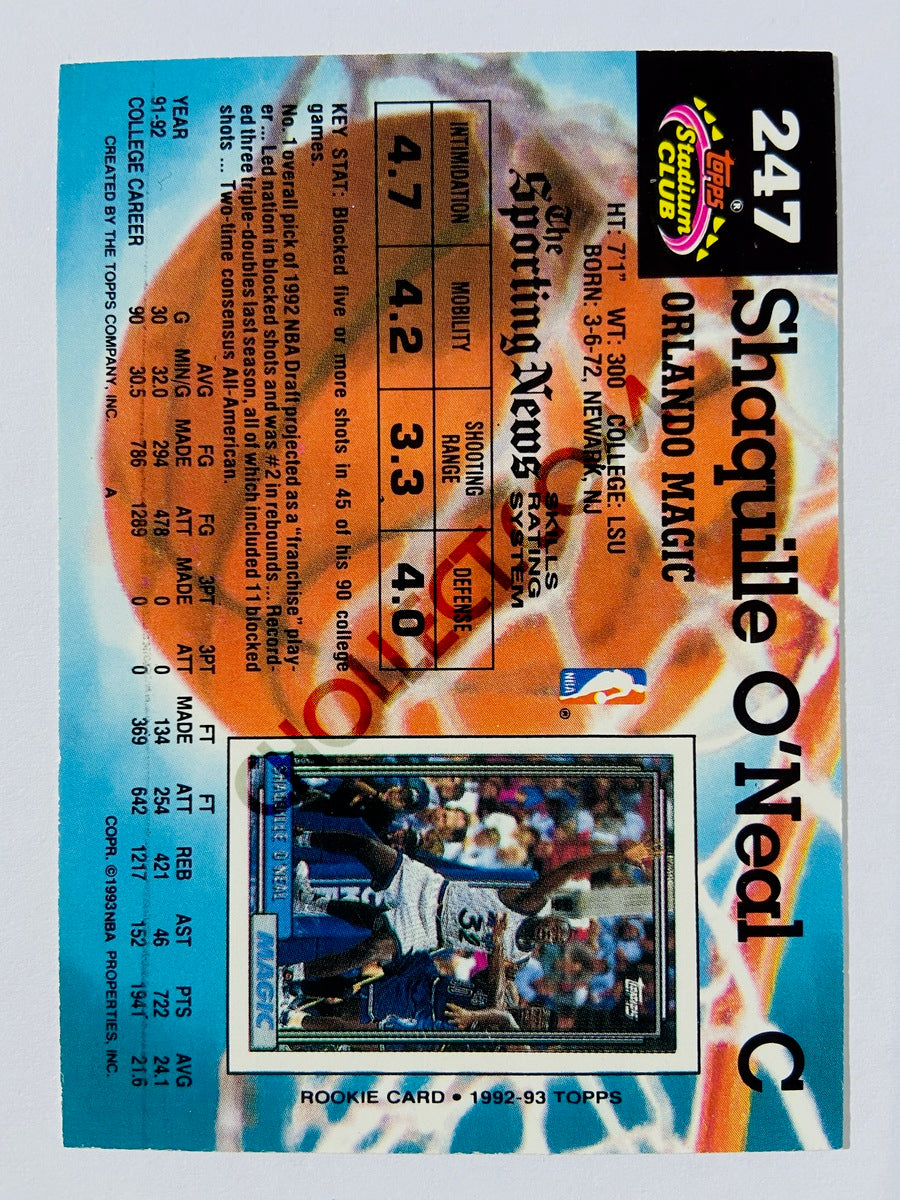 247
Shaquille O'Neal C
ORLANDO MAGIC
TOPPS ®
Stadium
CLUB
HT: 7'1" WT: 300 COLLEGE: LSU
BORN: 3-6-72, NEWARK, NJ
NBA
®
The
Sporting News SKILLS
RATING
SYSTEM
INTIMIDATION MOBILITY SHOOTING RANGE DEFENSE
4.7 4.2 3.3 4.0
KEY STAT: Blocked five or more shots in 45 of his 90 college
games.
No. 1 overall pick of 1992 NBA Draft projected as a "franchise" play-
er ... Led nation in blocked shots and was #2 in rebounds ... Record-
ed three triple-doubles last season, all of which included 11 blocked
shots ... Two-time consensus All-American.
AVG FG FG 3PT 3PT FT FT
YEAR G MIN/G MADE ATT MADE ATT MADE ATT REB AST PTS AVG
91-92 30 32.0 294 478 0 0 134 254 421 46 722 24.1
COLLEGE CAREER 90 30.5 786 1289 0 0 369 642 1217 152 1941 21.6
CREATED BY THE TOPPS COMPANY, INC. A COPR. ©1993 NBA PROPERTIES, INC.
TOPPS
32
SHAQUILLE O'NEAL
MAGIC
ROOKIE CARD • 1992-93 TOPPS